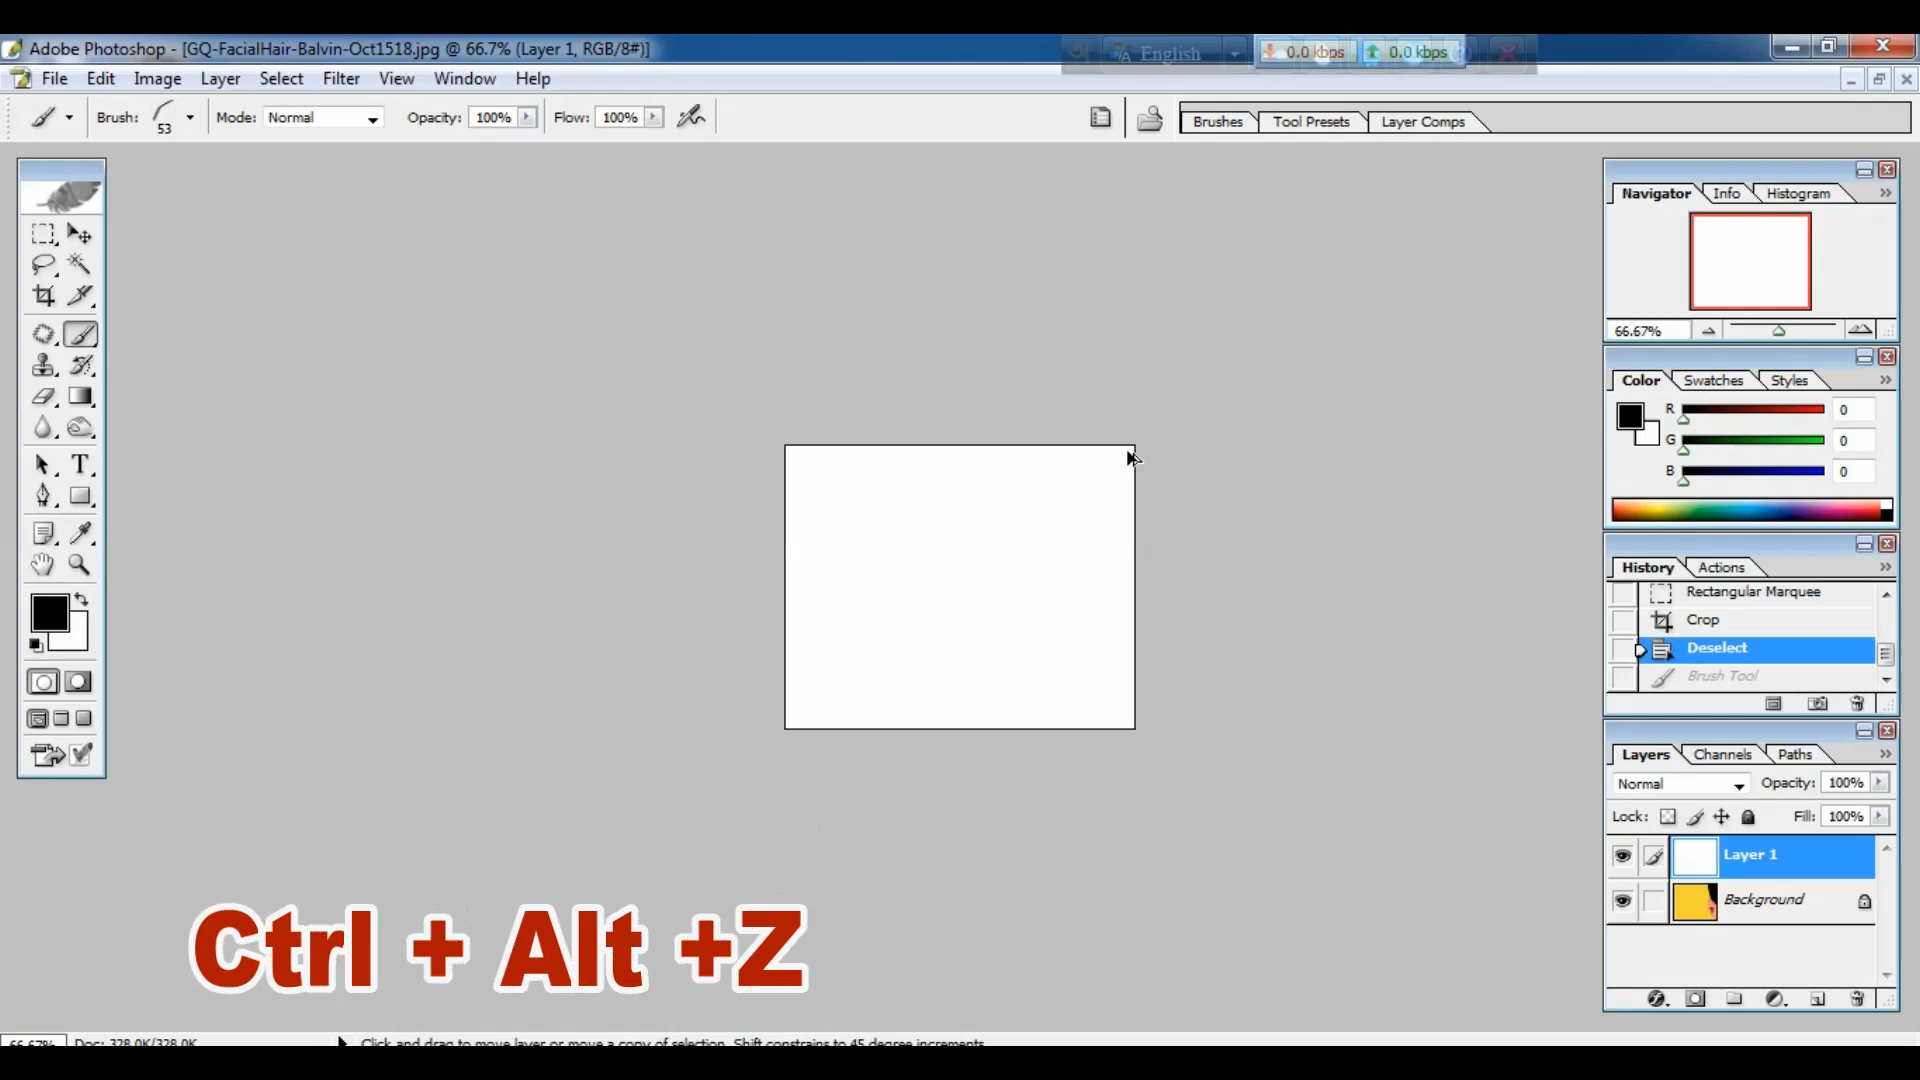 Adobe Photoshop - [GQ-FacialHair-Balvin-Oct1518.jpg @ 66.7% (Layer 1, RGB/8#)]
English
0.0 kbps
0.0 kbps
File Edit Image Layer Select Filter View Window Help
Brush: 53 Mode: Normal Opacity: 100% Flow: 100%
Brushes Tool Presets Layer Comps
Navigator Info Histogram
66.67%
Color Swatches Styles
R 0
G 0
B 0
T
History Actions
Rectangular Marquee
Crop
Deselect
Brush Tool
Layers Channels Paths
Normal Opacity: 100%
Lock: Fill: 100%
Layer 1
Background
Ctrl + Alt +Z
66.67% Doc: 328.0K/328.0K Click and drag to move layer or move a copy of selection. Shift constrains to 45 degree increments